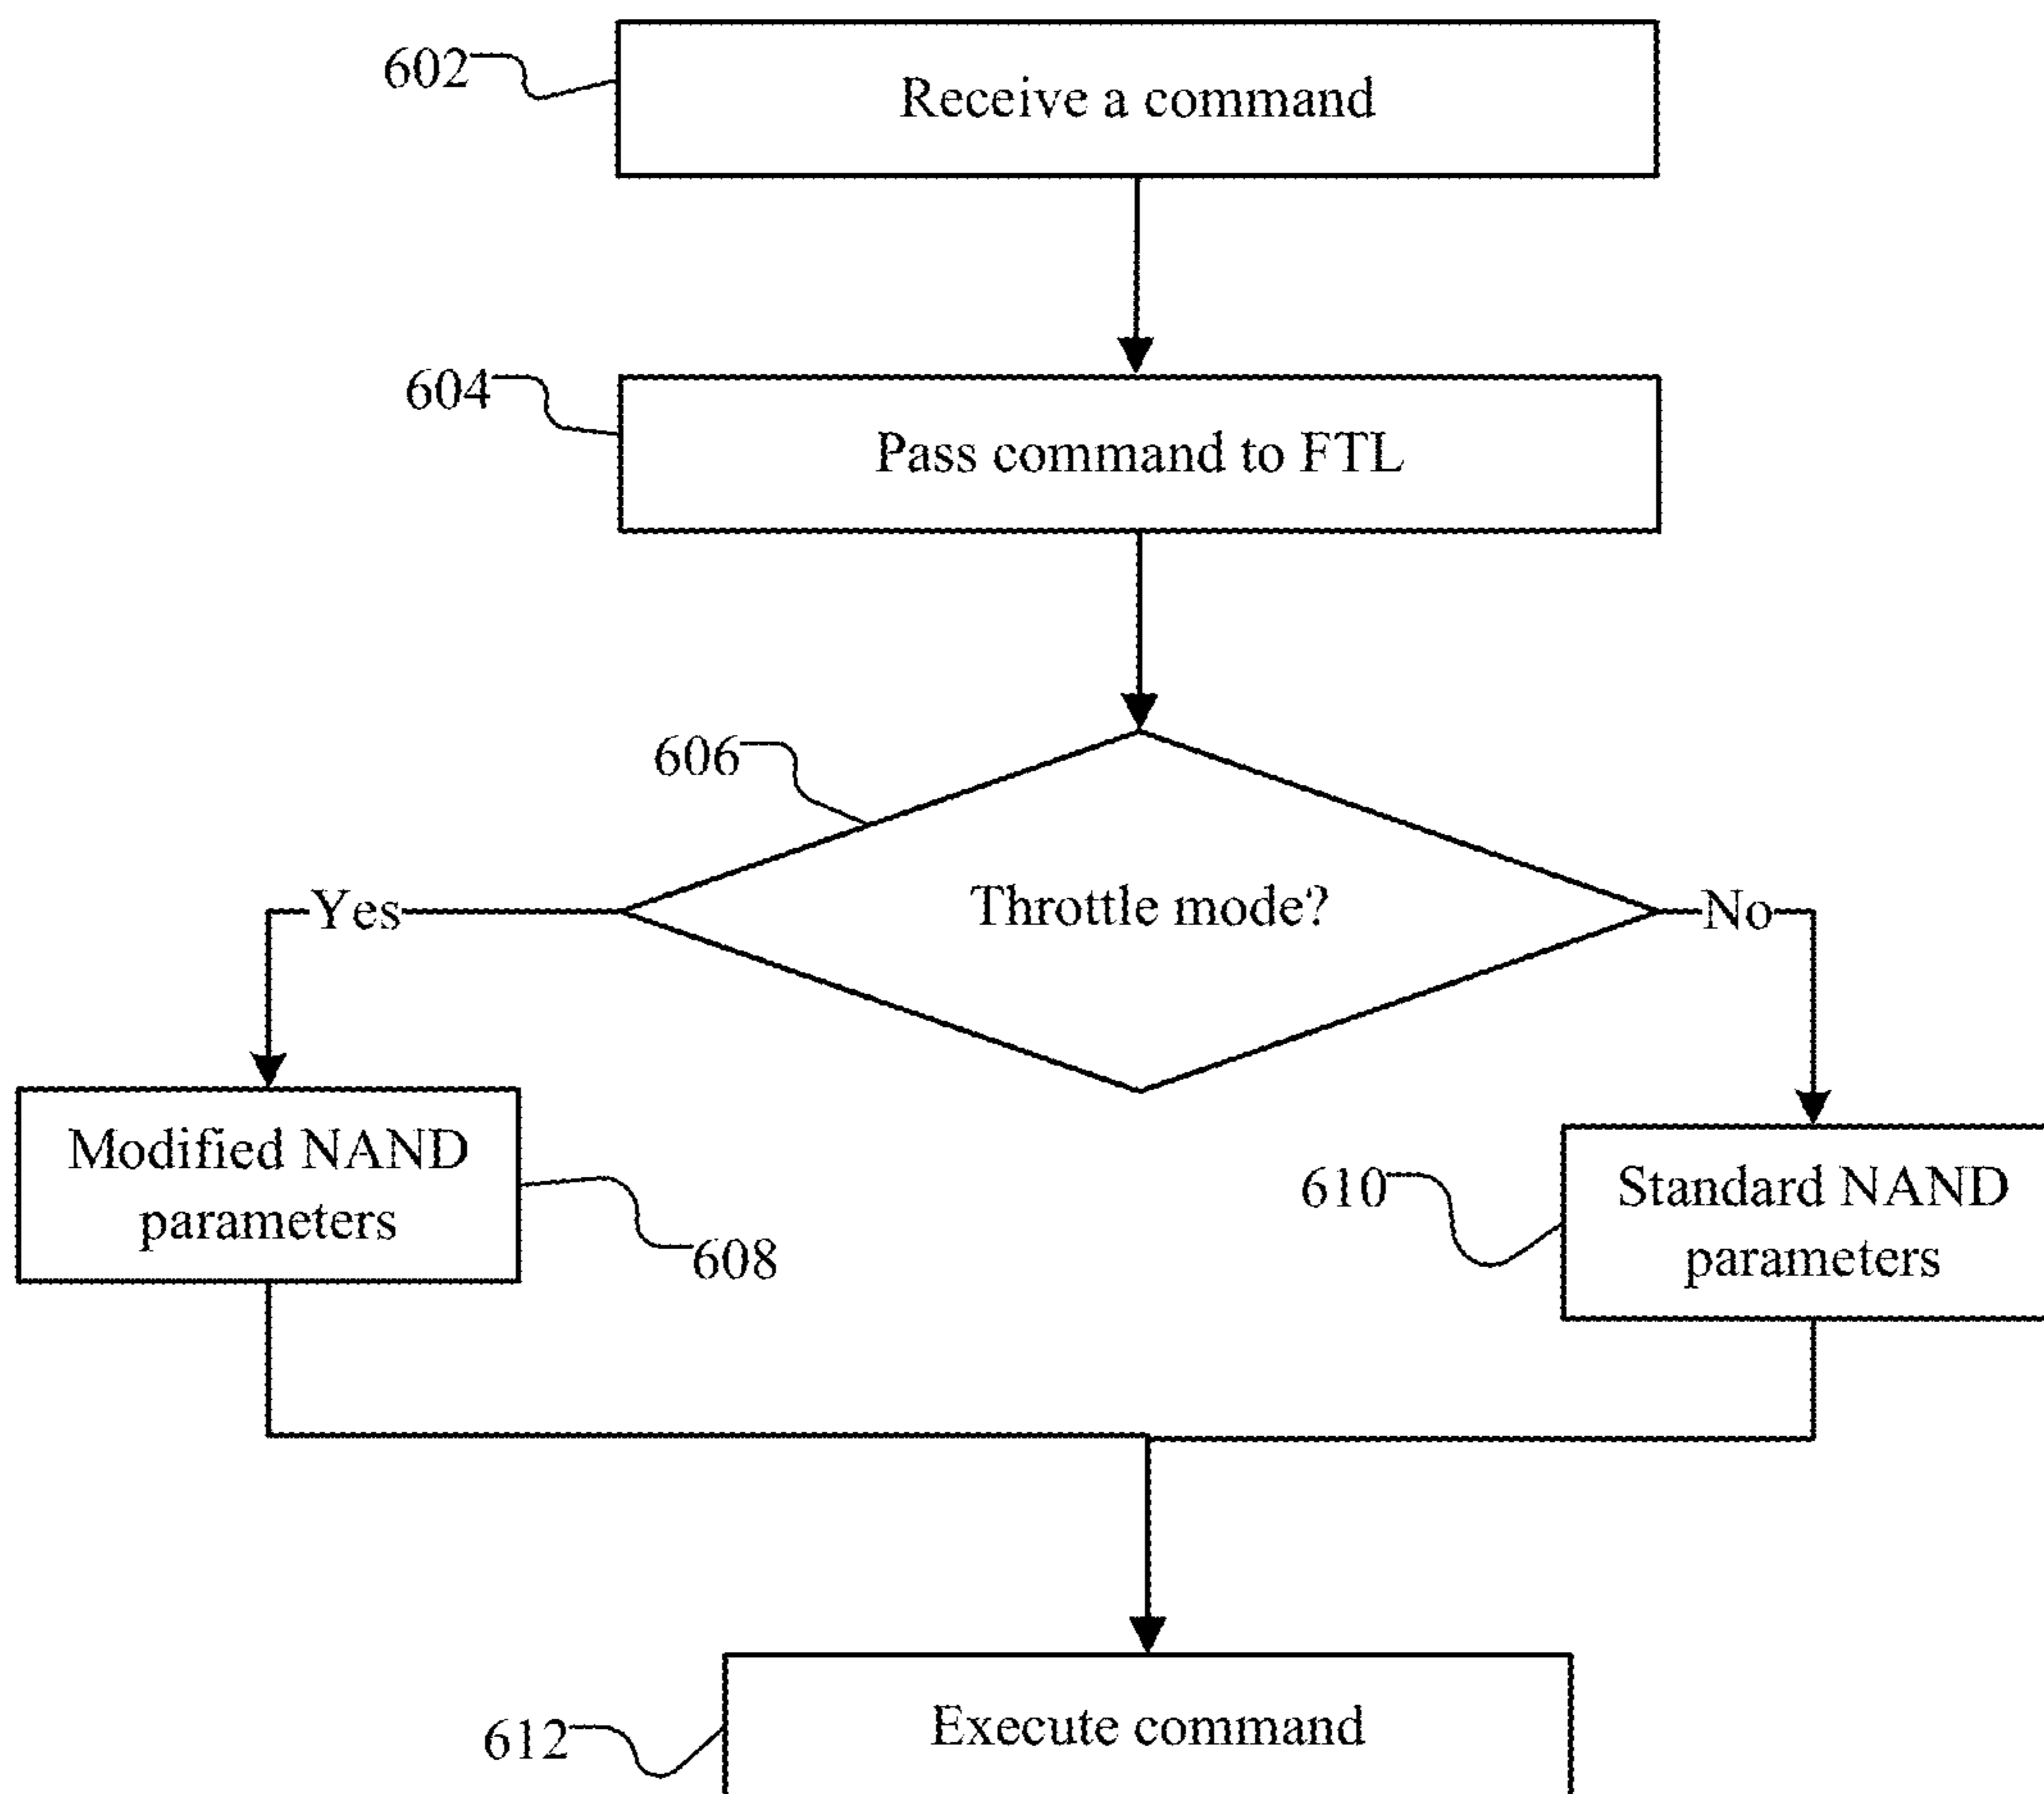 602
Receive a command
604
Pass command to FTL
606
Throttle mode?
Yes
No
Modified NAND
parameters
608
610
Standard NAND
parameters
612
Execute command